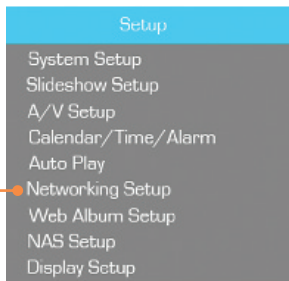 Setup
System Setup
Slideshow Setup
A/V Setup
Calendar/Time/Alarm
Auto Play
Networking Setup
Web Album Setup
NAS Setup
Display Setup